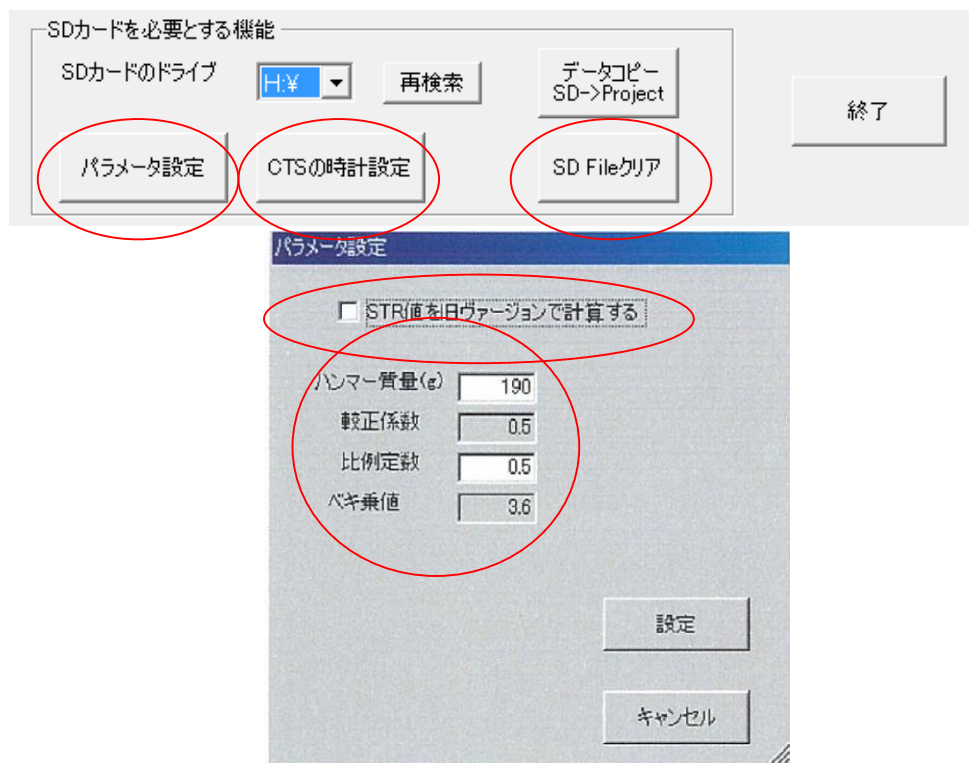 SDカードを必要とする機能
SDカードのドライブ
H:¥
再検索
データコピー
SD->Project
終了
パラメータ設定
CTSの時計設定
SD Fileクリア
パラメータ設定
STR値を旧ヴァージョンで計算する
ハンマー質量(g) 190
較正係数 0.5
比例定数 0.5
ベキ乗値 3.6
設定
キャンセル